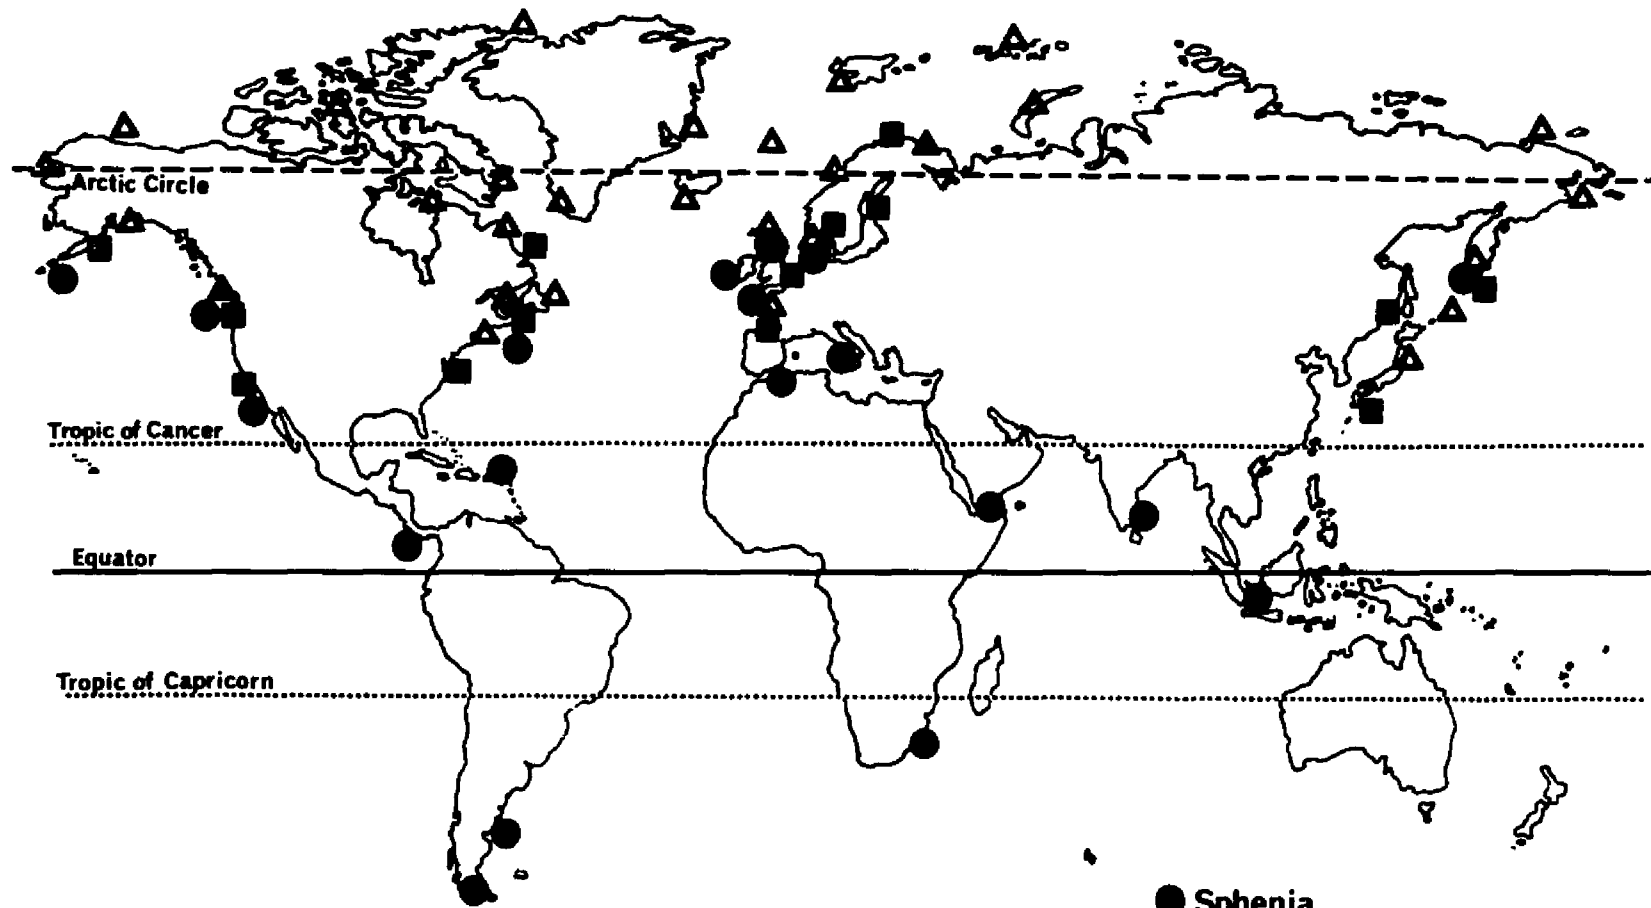 Arctic Circle
Tropic of Cancer
Equator
Tropic of Capricorn
Sphenia